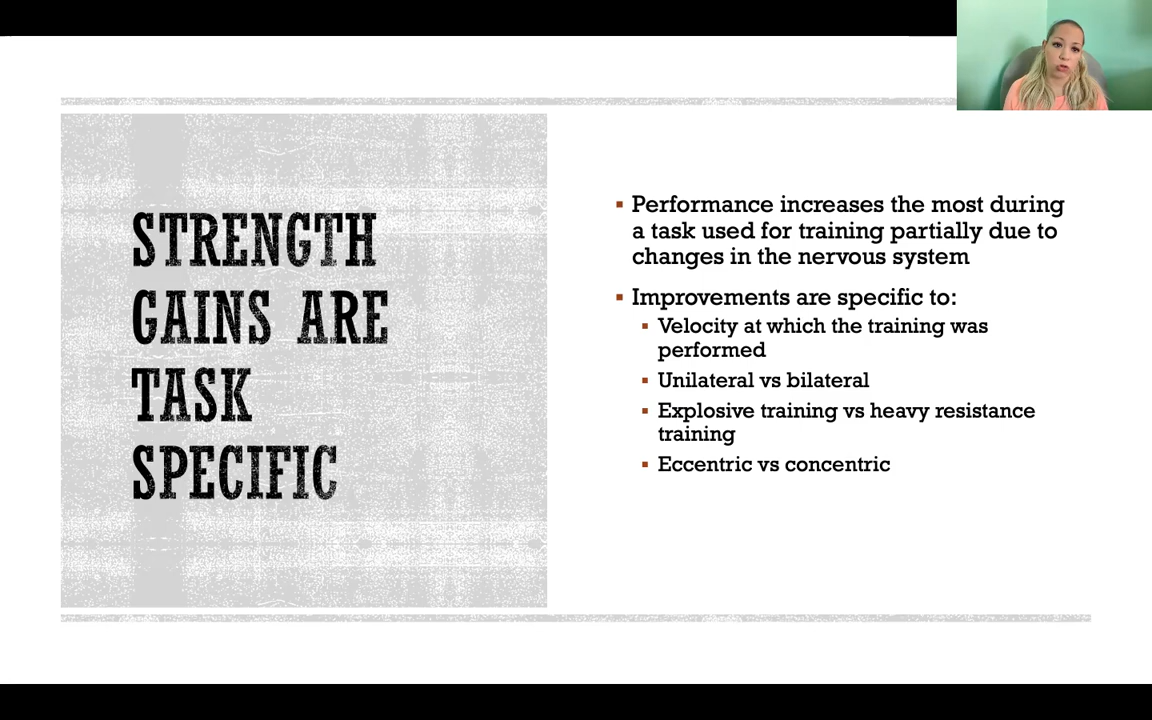 STRENGTH
GAINS ARE
TASK
SPECIFIC
▪ Performance increases the most during
a task used for training partially due to
changes in the nervous system
▪ Improvements are specific to:
▪ Velocity at which the training was
performed
▪ Unilateral vs bilateral
▪ Explosive training vs heavy resistance
training
▪ Eccentric vs concentric